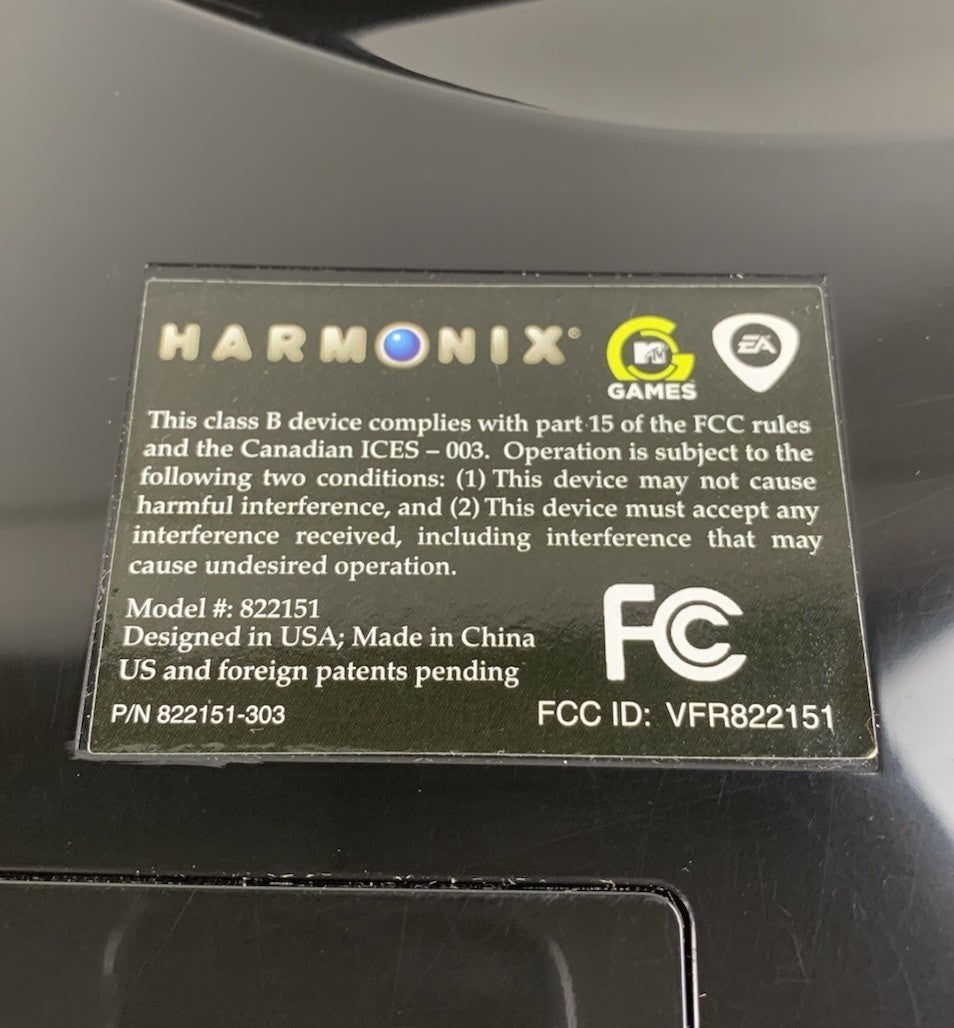 HARMONIX®
MTV
GAMES
EA
This class B device complies with part 15 of the FCC rules
and the Canadian ICES – 003. Operation is subject to the
following two conditions: (1) This device may not cause
harmful interference, and (2) This device must accept any
interference received, including interference that may
cause undesired operation.
Model #: 822151
Designed in USA; Made in China
US and foreign patents pending
FC
P/N 822151-303
FCC ID: VFR822151